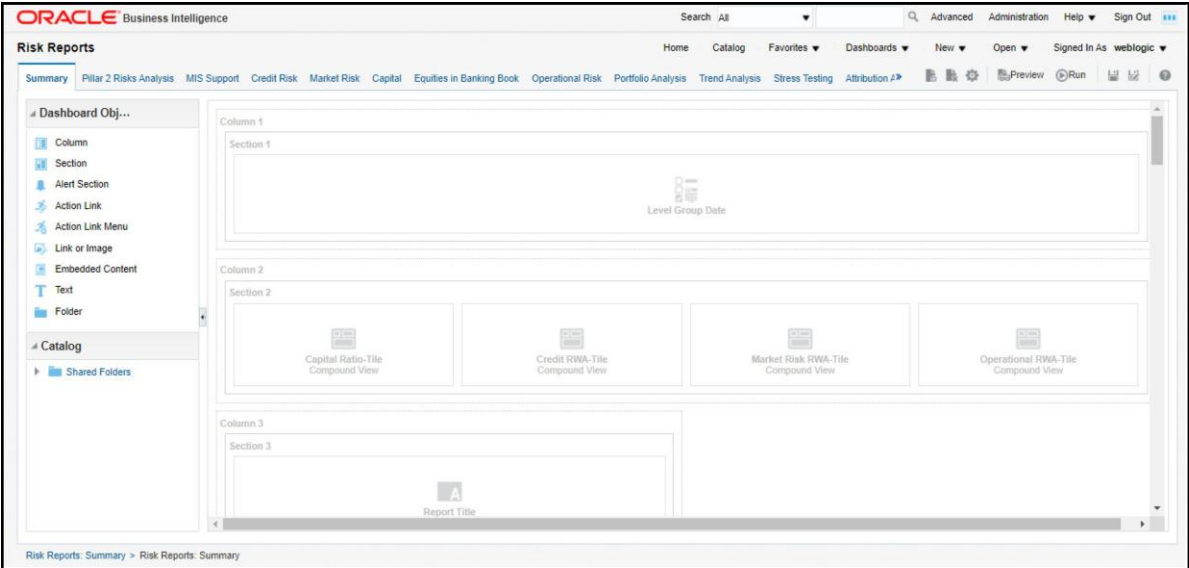 ORACLE Business Intelligence
Search All Advanced Administration Help Sign Out
Risk Reports
Home Catalog Favorites Dashboards New Open Signed In As weblogic
Summary Pillar 2 Risks Analysis MIS Support Credit Risk Market Risk Capital Equities in Banking Book Operational Risk Portfolio Analysis Trend Analysis Stress Testing Attribution Preview Run
Dashboard Obj...
Column
Section
Alert Section
Action Link
Action Link Menu
Link or Image
Embedded Content
Text
Folder
Catalog
Shared Folders
Column 1
Section 1
Level Group Date
Column 2
Section 2
Capital Ratio-Tile
Compound View
Credit RWA-Tile
Compound View
Market Risk RWA-Tile
Compound View
Operational RWA-Tile
Compound View
Column 3
Section 3
A
Report Title
Risk Reports: Summary > Risk Reports: Summary